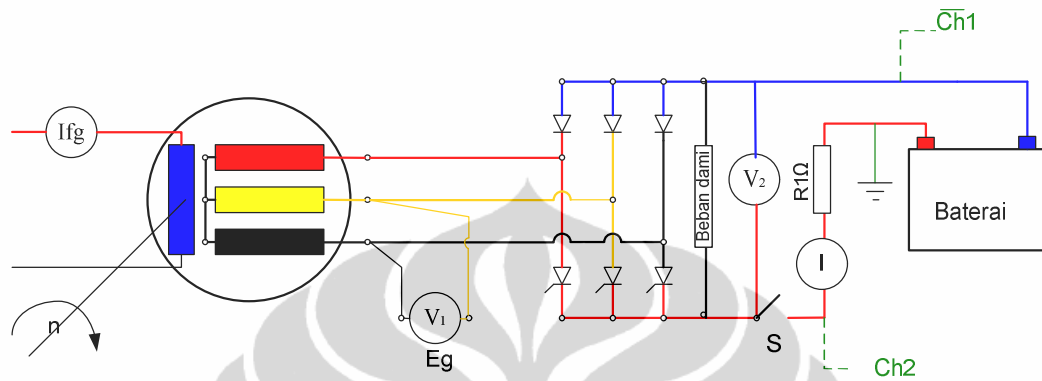 Ch1
Ifg
Beban dami
V2
R1Ω
Baterai
I
n
V1
Eg
S
Ch2